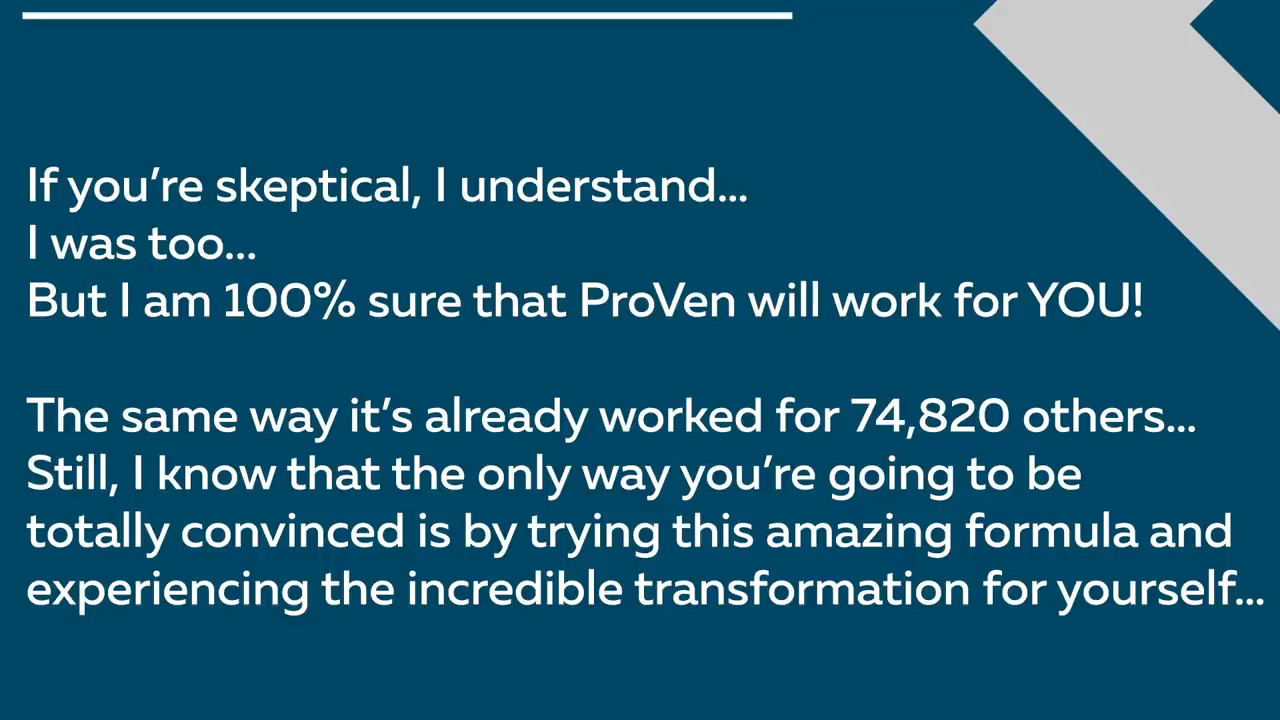 If you’re skeptical, I understand...
I was too...
But I am 100% sure that ProVen will work for YOU!
The same way it’s already worked for 74,820 others...
Still, I know that the only way you’re going to be
totally convinced is by trying this amazing formula and
experiencing the incredible transformation for yourself...